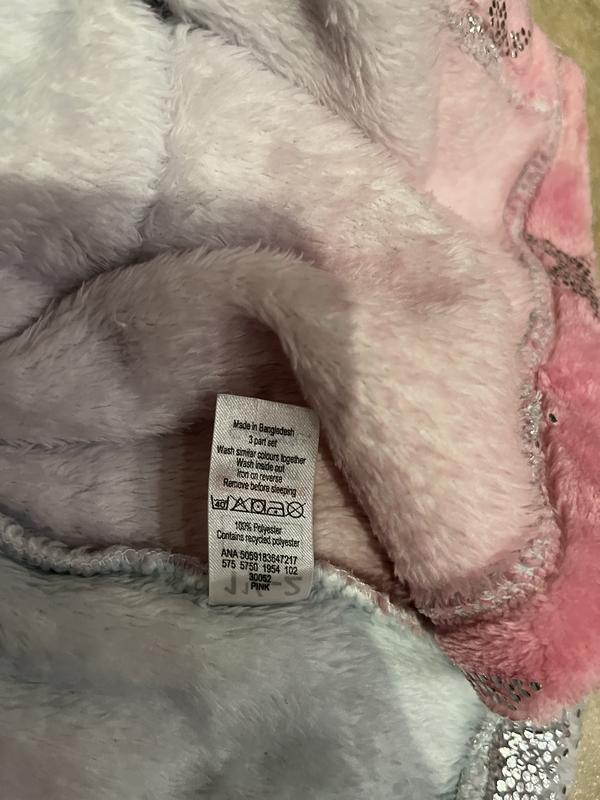 Made in Bangladesh
3 part set
Wash similar colours together
Wash inside out
Iron on reverse
Remove before sleeping
40
100% Polyester
Contains recycled polyester
ANA 5059183647217
575 5750 1954 102
30052
PINK